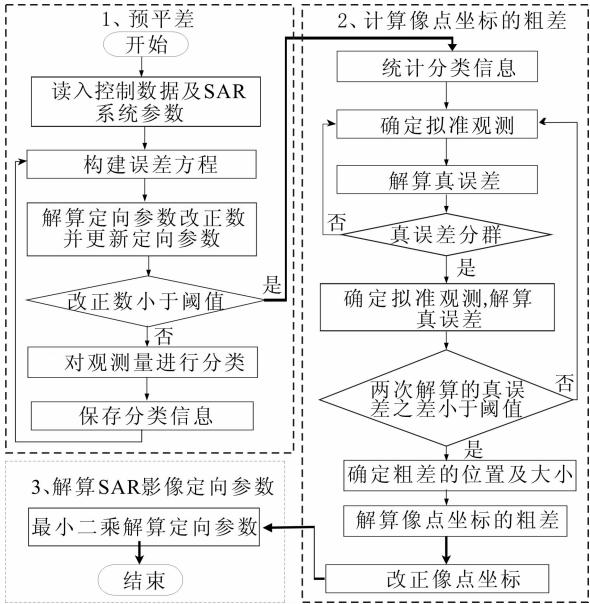 1、预平差
开始
读入控制数据及SAR
系统参数
构建误差方程
解算定向参数改正数
并更新定向参数
改正数小于阈值
是
否
对观测量进行分类
保存分类信息
2、计算像点坐标的粗差
统计分类信息
确定拟准观测
解算真误差
真误差分群
否
是
确定拟准观测,解算
真误差
两次解算的真误
差之差小于阈值
否
是
确定粗差的位置及大小
解算像点坐标的粗差
改正像点坐标
3、解算SAR影像定向参数
最小二乘解算定向参数
结束